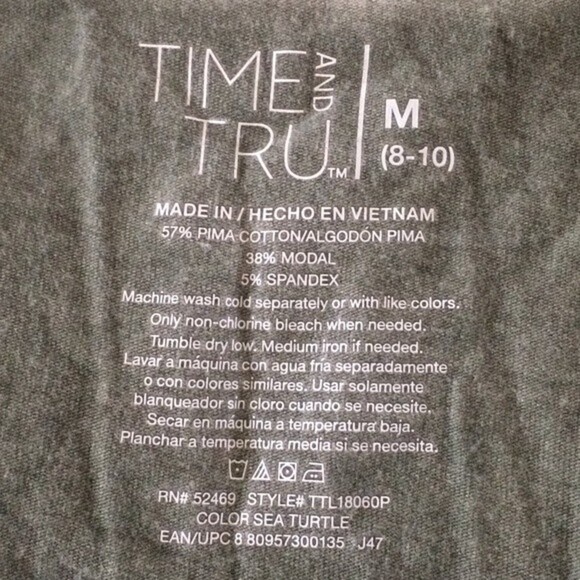 TIME AND
TRU™
M
(8-10)
MADE IN / HECHO EN VIETNAM
57% PIMA COTTON/ALGODÓN PIMA
38% MODAL
5% SPANDEX
Machine wash cold separately or with like colors.
Only non-chlorine bleach when needed.
Tumble dry low. Medium iron if needed.
Lavar a máquina con agua fría separadamente
o con colores similares. Usar solamente
blanqueador sin cloro cuando se necesite.
Secar en máquina a temperatura baja.
Planchar a temperatura media si se necesita.
RN# 52469 STYLE# TTL18060P
COLOR SEA TURTLE
EAN/UPC 8 80957300135 J47